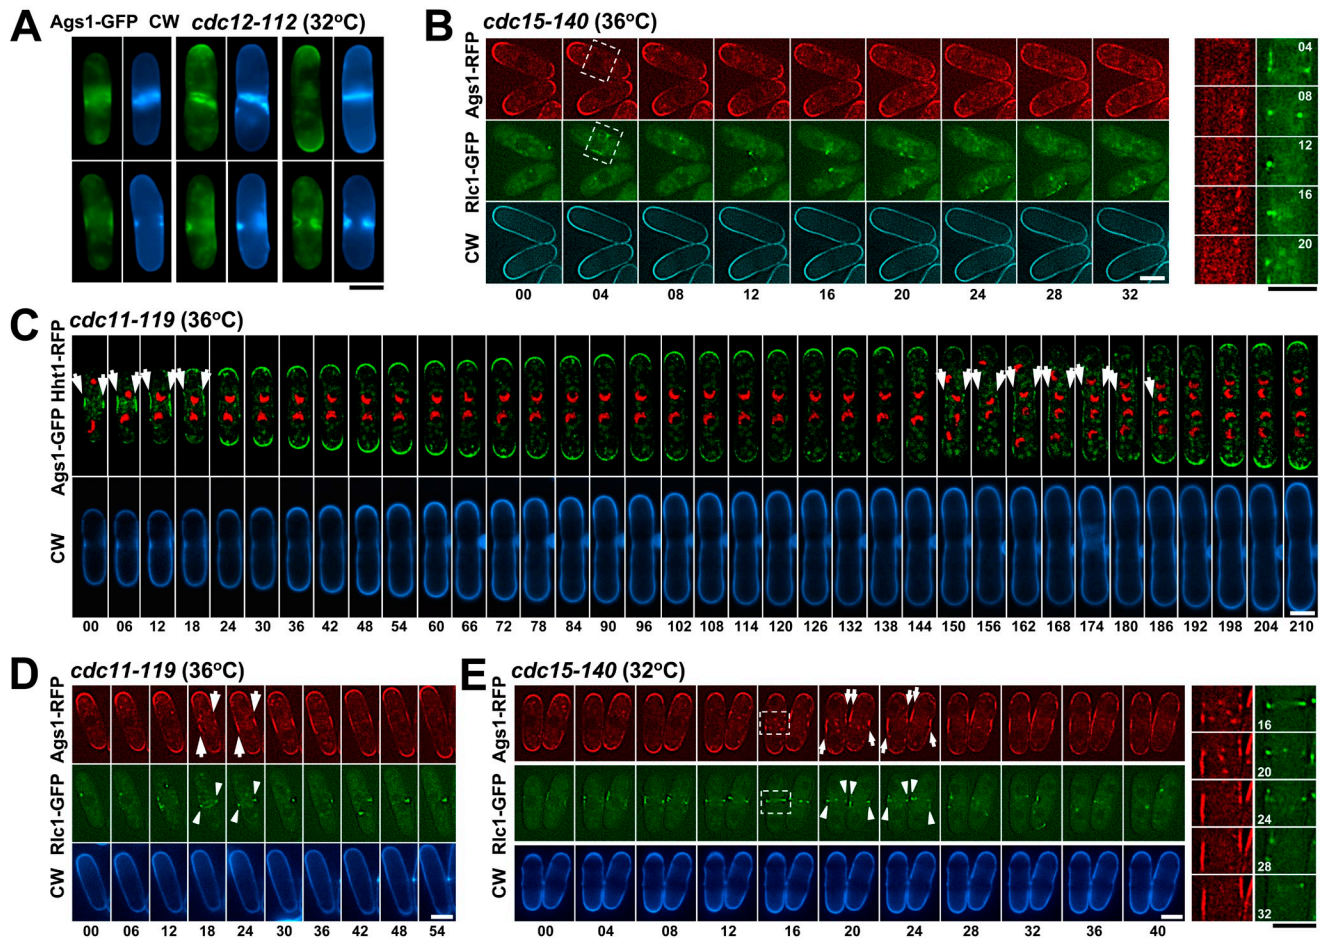 A
Ags1-GFP CW cdc12-112 (32ºC)
B
cdc15-140 (36ºC)
Ags1-RFP
Rlc1-GFP
CW
00 04 08 12 16 20 24 28 32
04
08
12
16
20
C
cdc11-119 (36ºC)
Ags1-GFP Hht1-RFP
CW
00 06 12 18 24 30 36 42 48 54 60 66 72 78 84 90 96 102 108 114 120 126 132 138 144 150 156 162 168 174 180 186 192 198 204 210
D
cdc11-119 (36ºC)
Ags1-RFP
Rlc1-GFP
CW
00 06 12 18 24 30 36 42 48 54
E
cdc15-140 (32ºC)
Ags1-RFP
Rlc1-GFP
CW
00 04 08 12 16 20 24 28 32 36 40
16
20
24
28
32